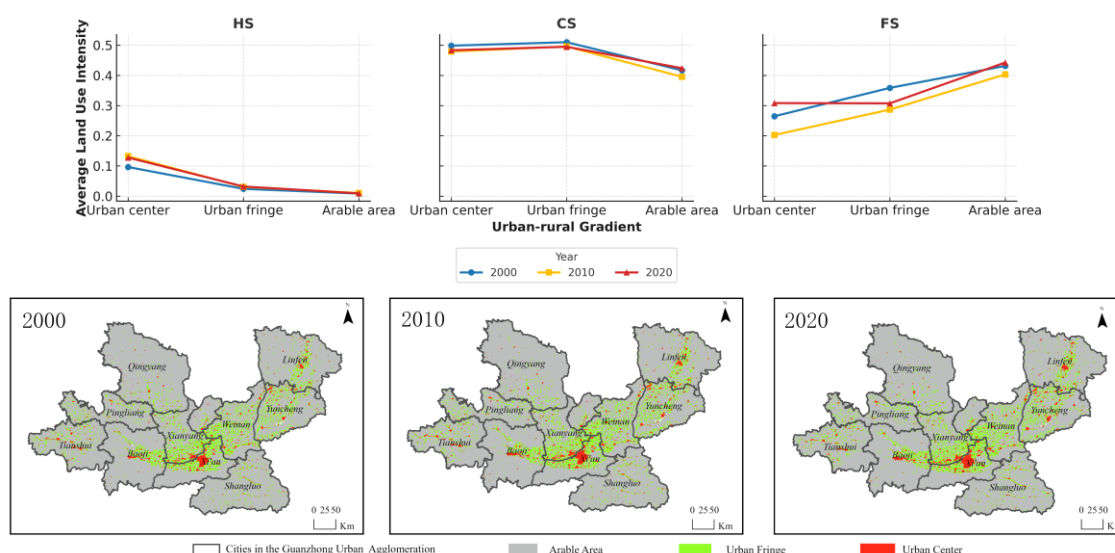 HS CS FS
Average Land Use Intensity
0.5
0.4
0.3
0.2
0.1
0.0
Urban center Urban fringe Arable area Urban center Urban fringe Arable area Urban center Urban fringe Arable area
Urban-rural Gradient
Year
2000 2010 2020
2000
N
Qingyang
Linfen
Pingliang
Yuncheng
Weinan
Xianyang
Tianshui
Baoji
Xi'an
Shangluo
0 25 50
Km
2010
N
Qingyang
Linfen
Pingliang
Yuncheng
Weinan
Xianyang
Tianshui
Baoji
Xi'an
Shangluo
0 25 50
Km
2020
N
Qingyang
Linfen
Pingliang
Yuncheng
Weinan
Xianyang
Tianshui
Baoji
Xi'an
Shangluo
0 25 50
Km
Cities in the Guanzhong Urban Agglomeration Arable Area Urban Fringe Urban Center